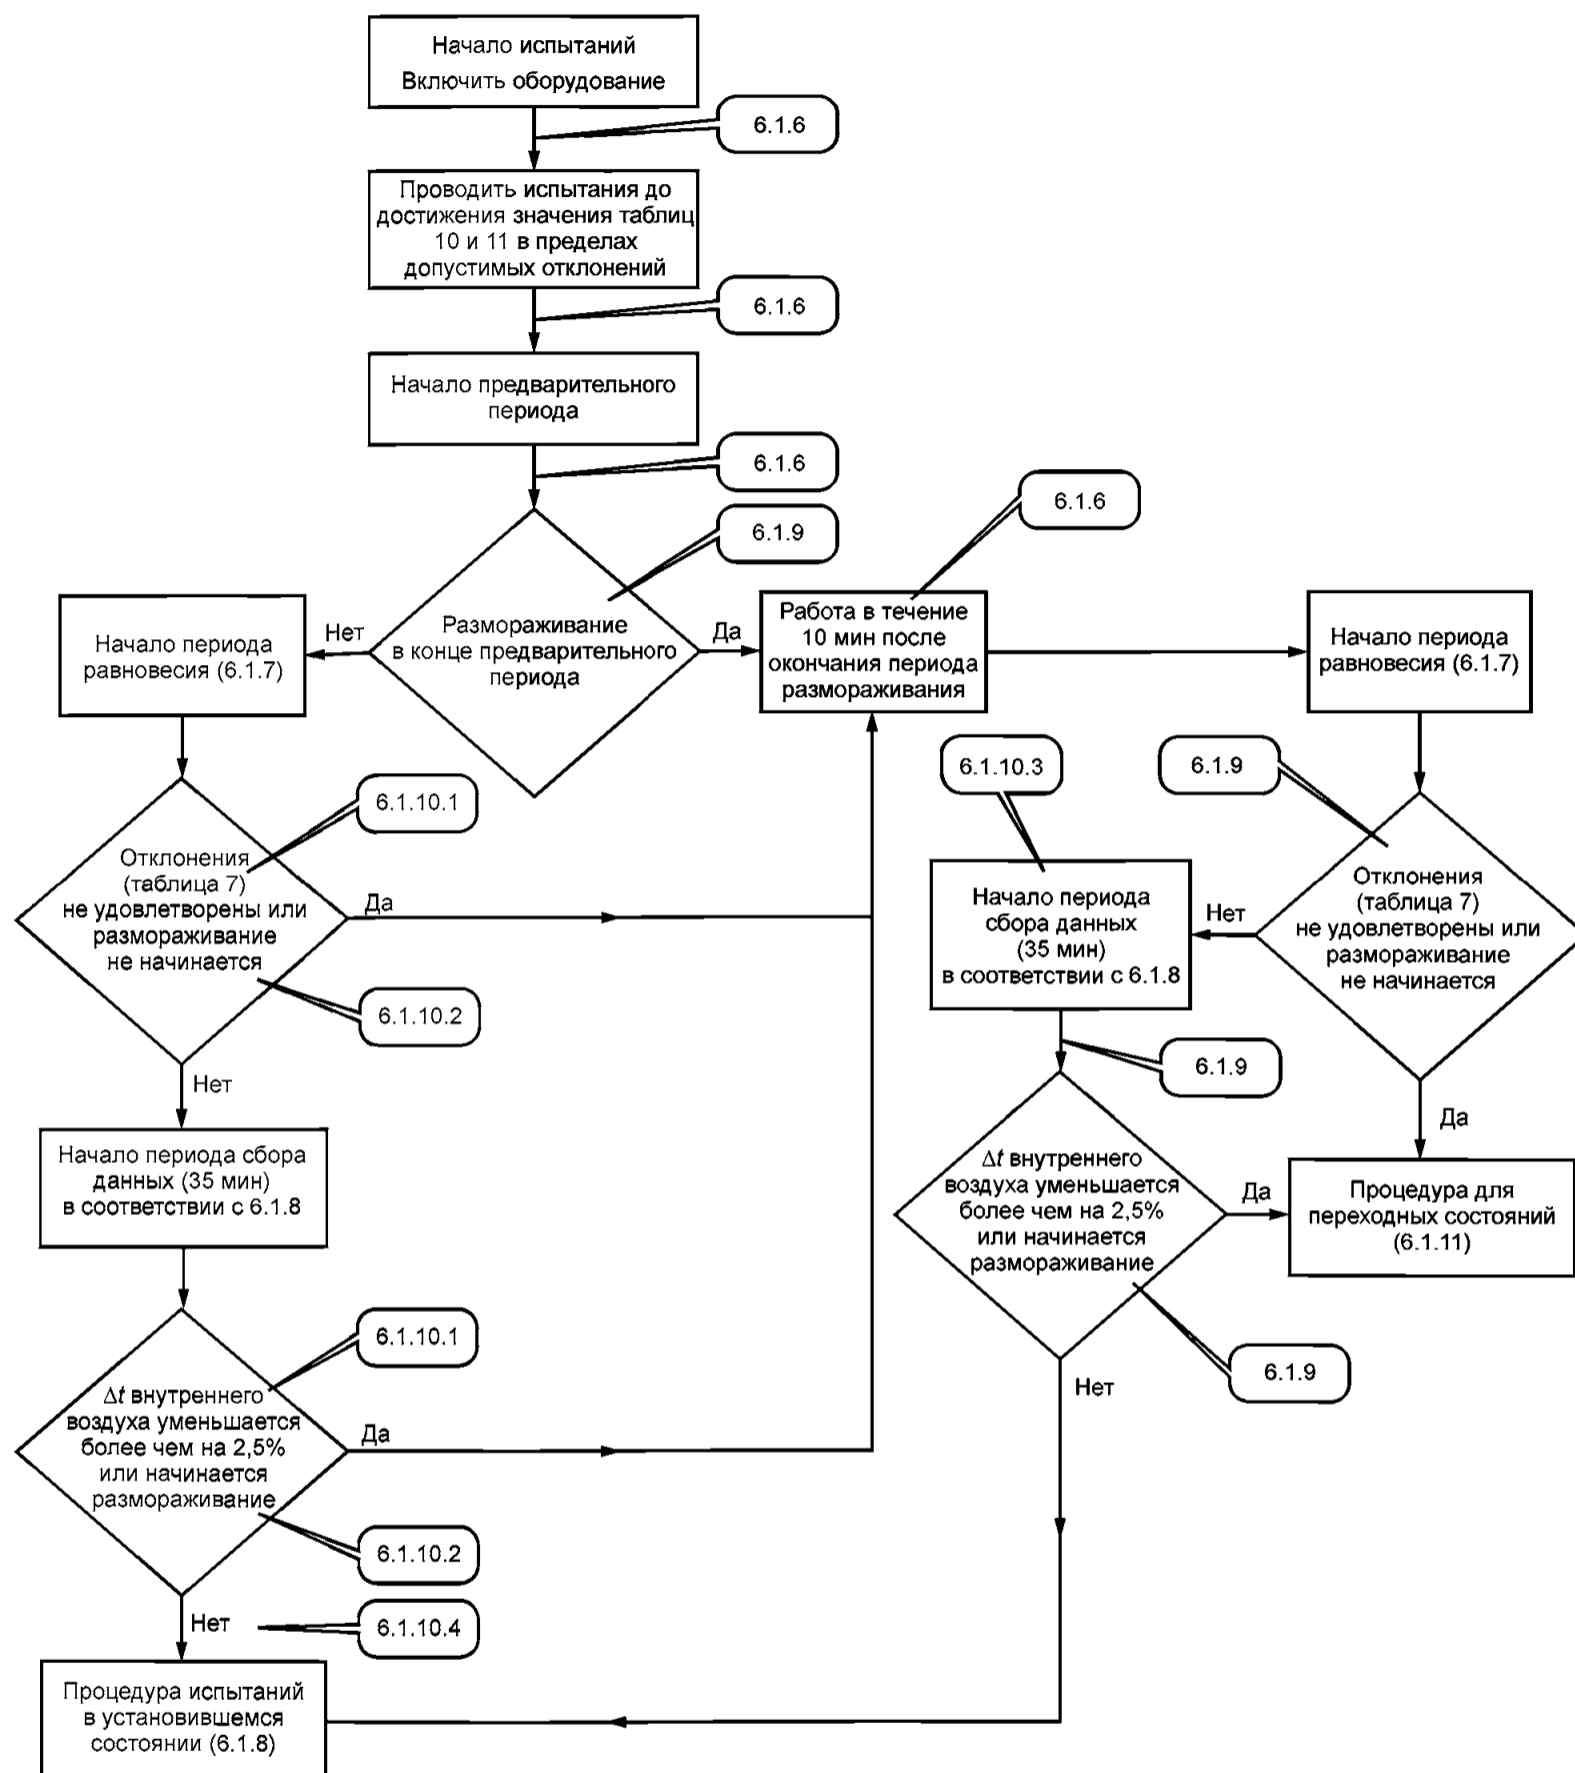 Начало испытаний
Включить оборудование
6.1.6
Проводить испытания до
достижения значения таблиц
10 и 11 в пределах
допустимых отклонений
6.1.6
Начало предварительного
периода
6.1.6
6.1.9
6.1.6
Начало периода
равновесия (6.1.7)
Нет
Размораживание
в конце предварительного
периода
Да
Работа в течение
10 мин после
окончания периода
размораживания
Начало периода
равновесия (6.1.7)
6.1.10.1
Отклонения
(таблица 7)
не удовлетворены или
размораживание
не начинается
Да
6.1.10.2
Нет
6.1.10.3
6.1.9
Начало периода
сбора данных
(35 мин)
в соответствии с 6.1.8
Нет
Отклонения
(таблица 7)
не удовлетворены или
размораживание
не начинается
6.1.9
Да
Начало периода сбора
данных (35 мин)
в соответствии с 6.1.8
Δt внутреннего
воздуха уменьшается
более чем на 2,5%
или начинается
размораживание
Да
Процедура для
переходных состояний
(6.1.11)
6.1.9
Нет
6.1.10.1
Δt внутреннего
воздуха уменьшается
более чем на 2,5%
или начинается
размораживание
Да
6.1.10.2
Нет
6.1.10.4
Процедура испытаний
в установившемся
состоянии (6.1.8)